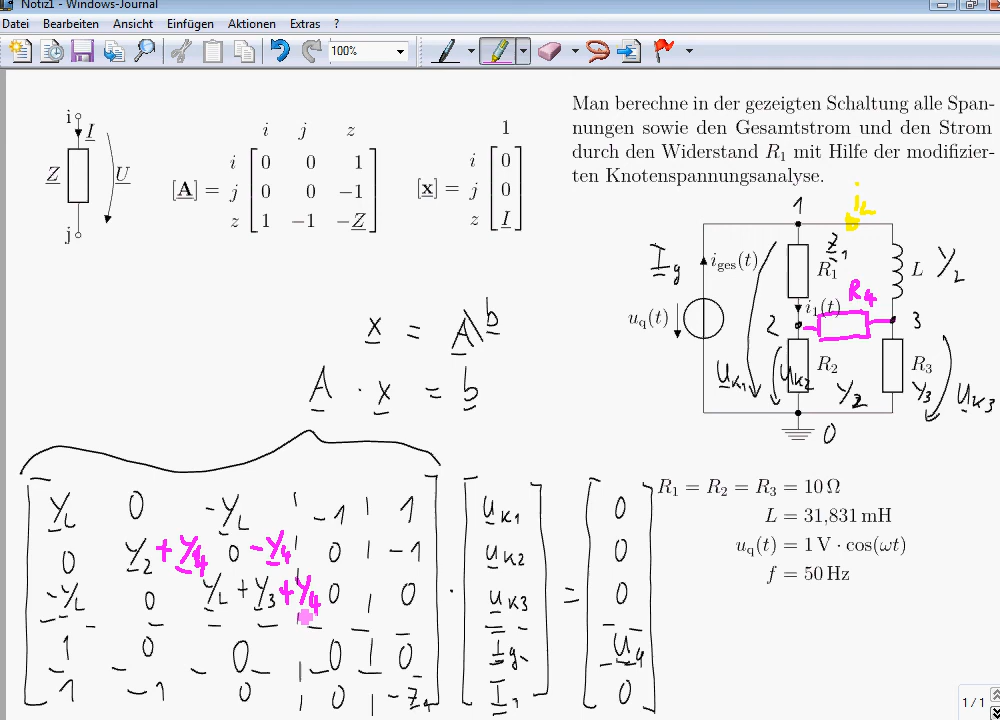 Notiz1 - Windows-Journal
Datei Bearbeiten Ansicht Einfügen Aktionen Extras ?
100%
Man berechne in der gezeigten Schaltung alle Span-
nungen sowie den Gesamtstrom und den Strom
durch den Widerstand R₁ mit Hilfe der modifizier-
ten Knotenspannungsanalyse.
i I
Z U
j
i j z
i 0 0 1
[A] = j 0 0 −1
z 1 −1 −Z
1
i 0
[x] = j 0
z I
x = A\b
A · x = b
1 i_L
I_q i_ges(t) Z₁ R₁ L Y_L
i₁(t) R₄
u_q(t) 2 3
U_K1 U_K2 R₂ Y₂ R₃ Y₃ U_K3
0
Y_L 0 -Y_L -1 1 U_K1 0
0 Y₂ + Y₄ 0 - Y₄ 0 -1 U_K2 0
-Y_L 0 Y_L + Y₃ + Y₄ 0 0 · U_K3 = 0
1 0 0 0 0 I_q U_q
1 -1 0 0 -Z₁ I₁ 0
R₁ = R₂ = R₃ = 10 Ω
L = 31,831 mH
u_q(t) = 1 V · cos(ωt)
f = 50 Hz
1 / 1